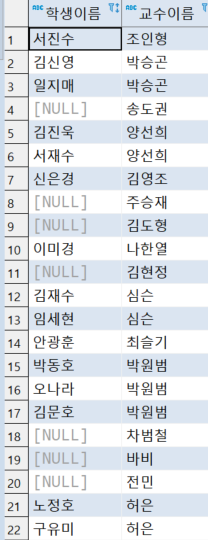 ABC 학생이름 ABC 교수이름
1 서진수 조인형
2 김신영 박승곤
3 일지매 박승곤
4 [NULL] 송도권
5 김진욱 양선희
6 서재수 양선희
7 신은경 김영조
8 [NULL] 주승재
9 [NULL] 김도형
10 이미경 나한열
11 [NULL] 김현정
12 김재수 심슨
13 임세현 심슨
14 안광훈 최슬기
15 박동호 박원범
16 오나라 박원범
17 김문호 박원범
18 [NULL] 차범철
19 [NULL] 바비
20 [NULL] 전민
21 노정호 허은
22 구유미 허은